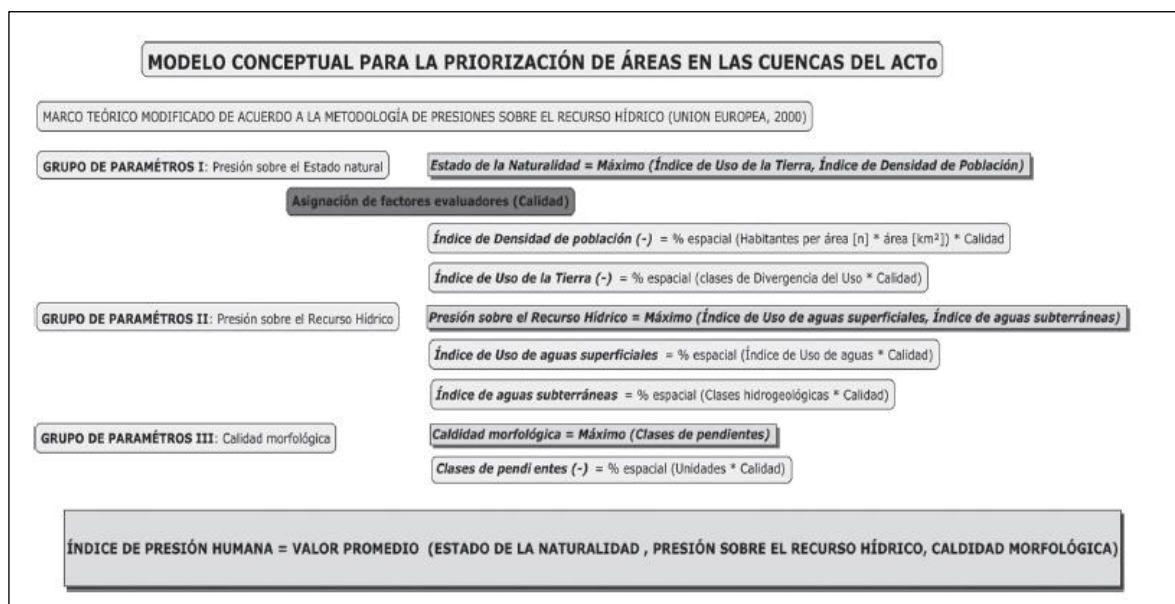 MODELO CONCEPTUAL PARA LA PRIORIZACIÓN DE ÁREAS EN LAS CUENCAS DEL ACTo
MARCO TEÓRICO MODIFICADO DE ACUERDO A LA METODOLOGÍA DE PRESIONES SOBRE EL RECURSO HÍDRICO (UNION EUROPEA, 2000)
GRUPO DE PARAMÉTROS I: Presión sobre el Estado natural
Estado de la Naturalidad = Máximo (Índice de Uso de la Tierra, Índice de Densidad de Población)
Asignación de factores evaluadores (Calidad)
Índice de Densidad de población (-) = % espacial (Habitantes per área [n] * área [km²]) * Calidad
Índice de Uso de la Tierra (-) = % espacial (clases de Divergencia del Uso * Calidad)
GRUPO DE PARAMÉTROS II: Presión sobre el Recurso Hídrico
Presión sobre el Recurso Hídrico = Máximo (Índice de Uso de aguas superficiales, Índice de aguas subterráneas)
Índice de Uso de aguas superficiales = % espacial (Índice de Uso de aguas * Calidad)
Índice de aguas subterráneas = % espacial (Clases hidrogeológicas * Calidad)
GRUPO DE PARAMÉTROS III: Calidad morfológica
Caldidad morfológica = Máximo (Clases de pendientes)
Clases de pendi entes (-) = % espacial (Unidades * Calidad)
ÍNDICE DE PRESIÓN HUMANA = VALOR PROMEDIO (ESTADO DE LA NATURALIDAD , PRESIÓN SOBRE EL RECURSO HÍDRICO, CALDIDAD MORFOLÓGICA)